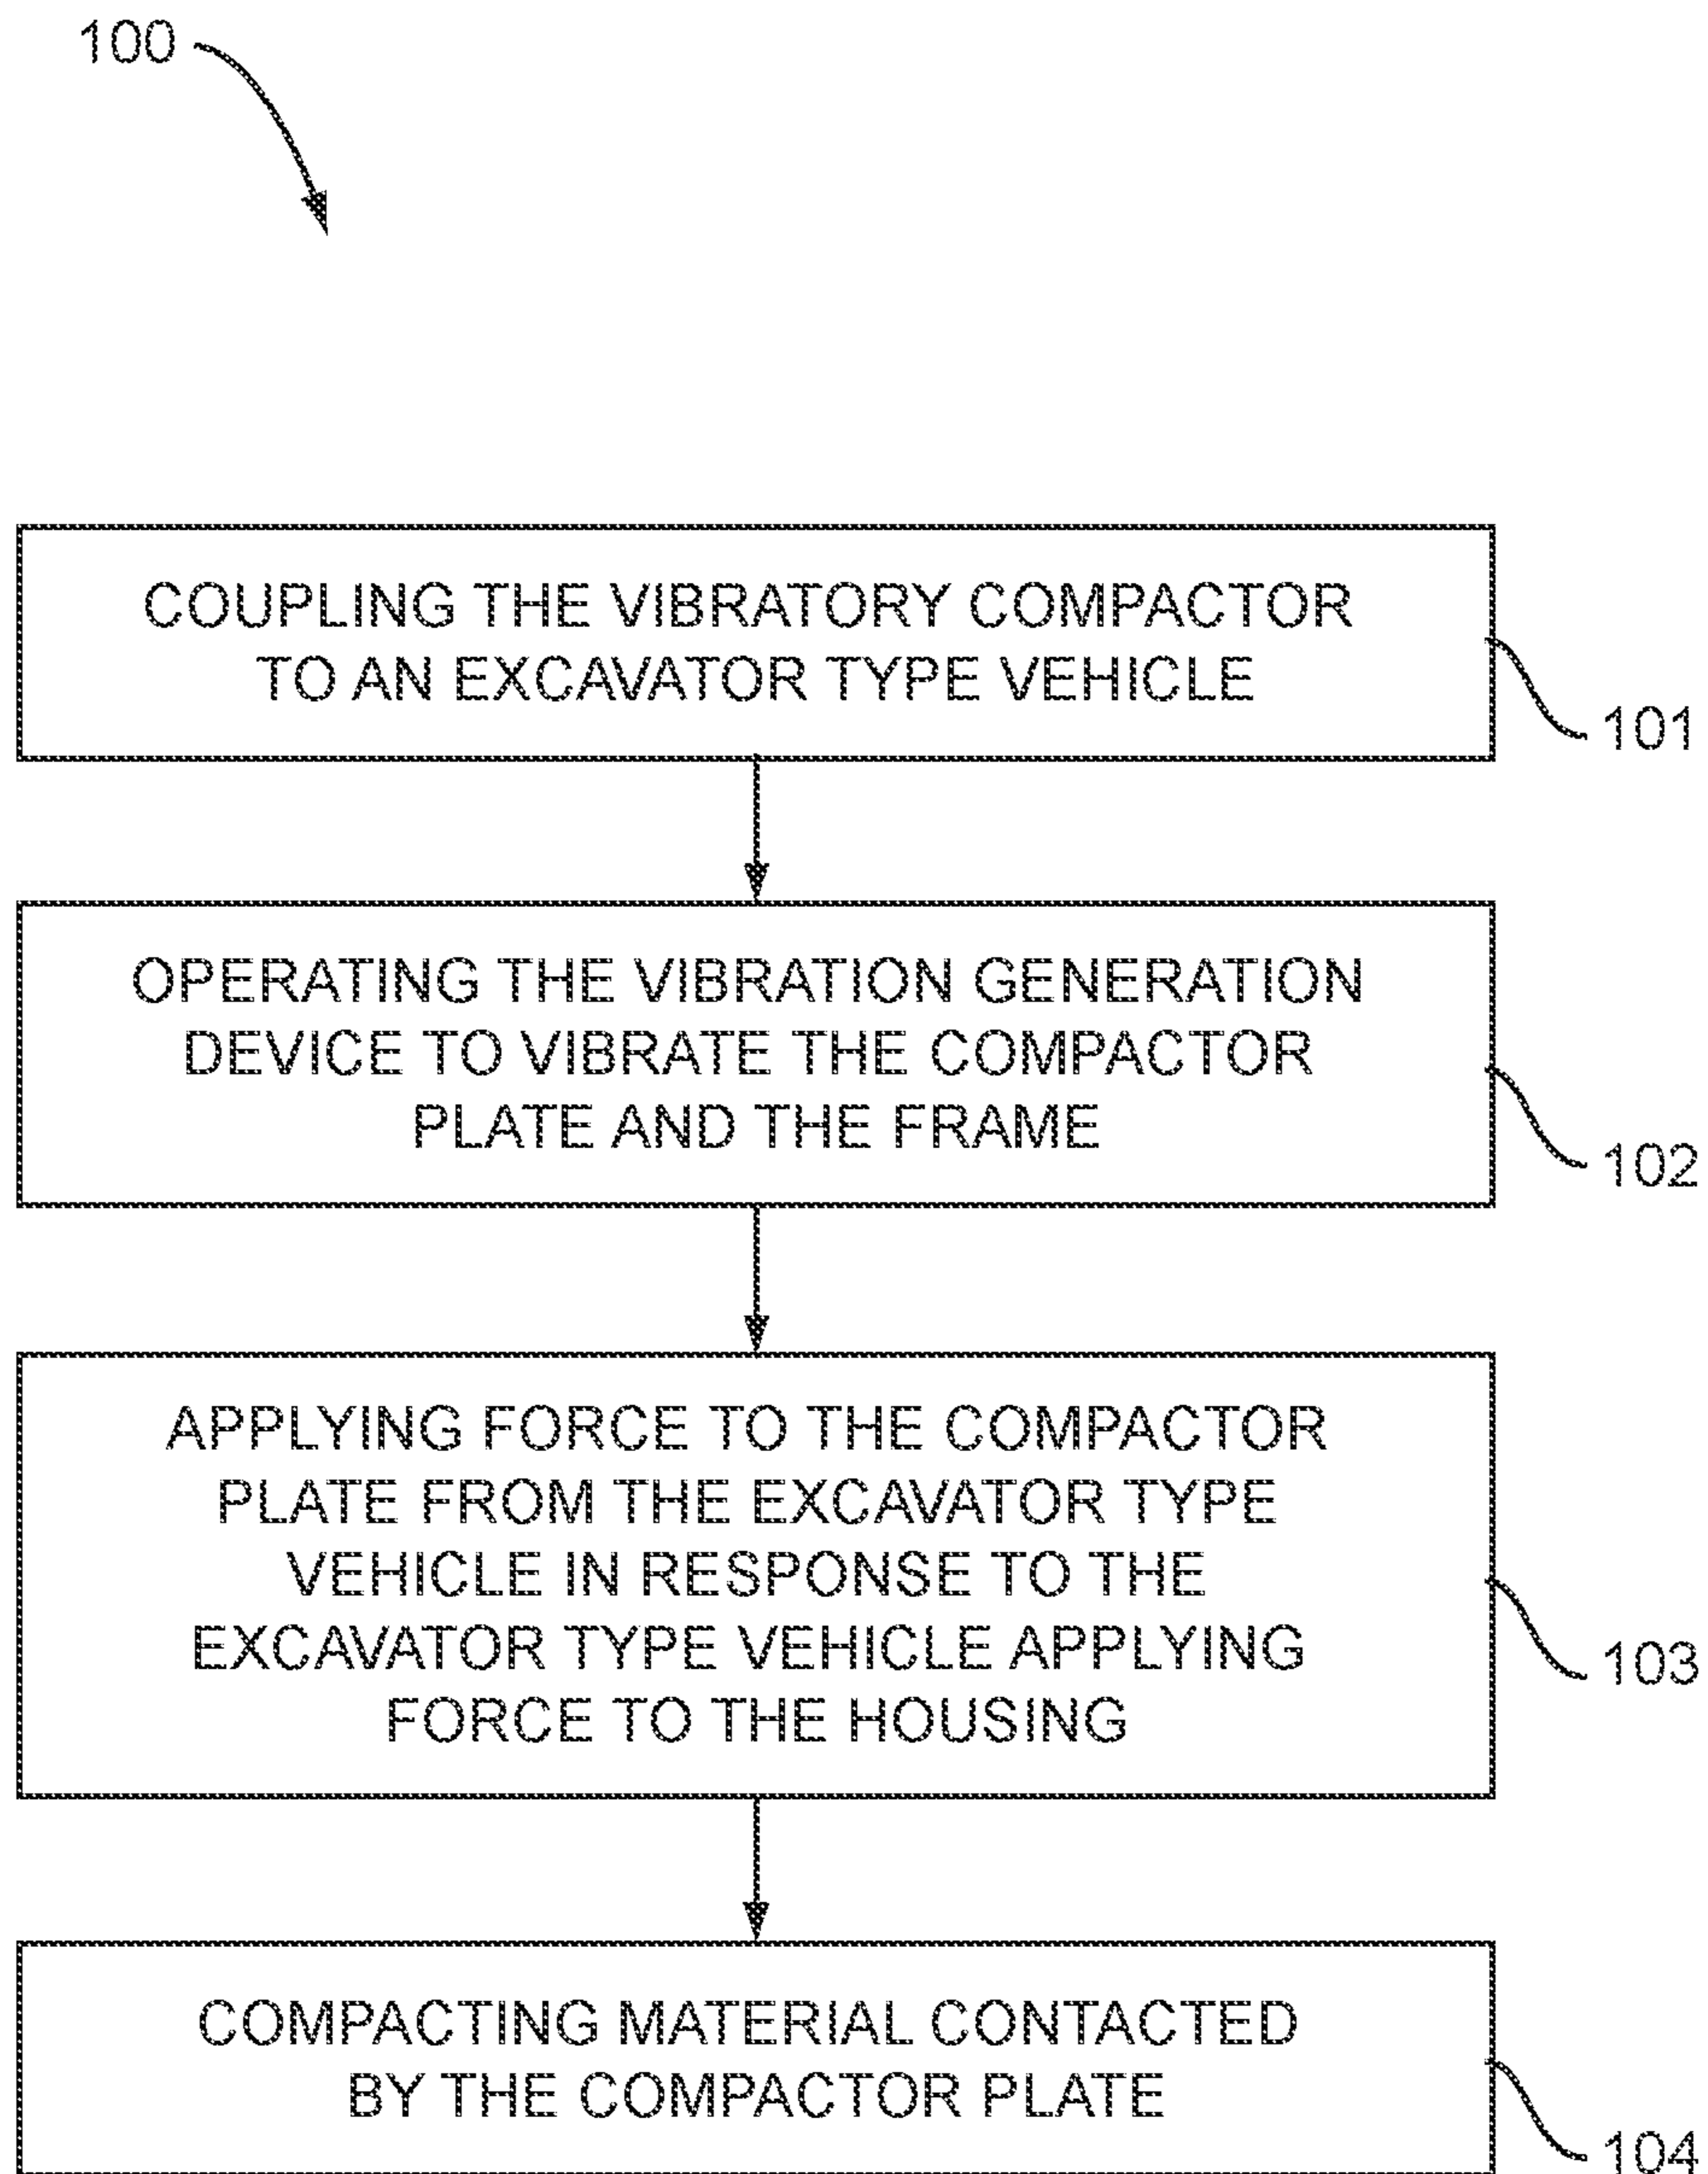 100
COUPLING THE VIBRATORY COMPACTOR
TO AN EXCAVATOR TYPE VEHICLE
101
OPERATING THE VIBRATION GENERATION
DEVICE TO VIBRATE THE COMPACTOR
PLATE AND THE FRAME
102
APPLYING FORCE TO THE COMPACTOR
PLATE FROM THE EXCAVATOR TYPE
VEHICLE IN RESPONSE TO THE
EXCAVATOR TYPE VEHICLE APPLYING
FORCE TO THE HOUSING
103
COMPACTING MATERIAL CONTACTED
BY THE COMPACTOR PLATE
104